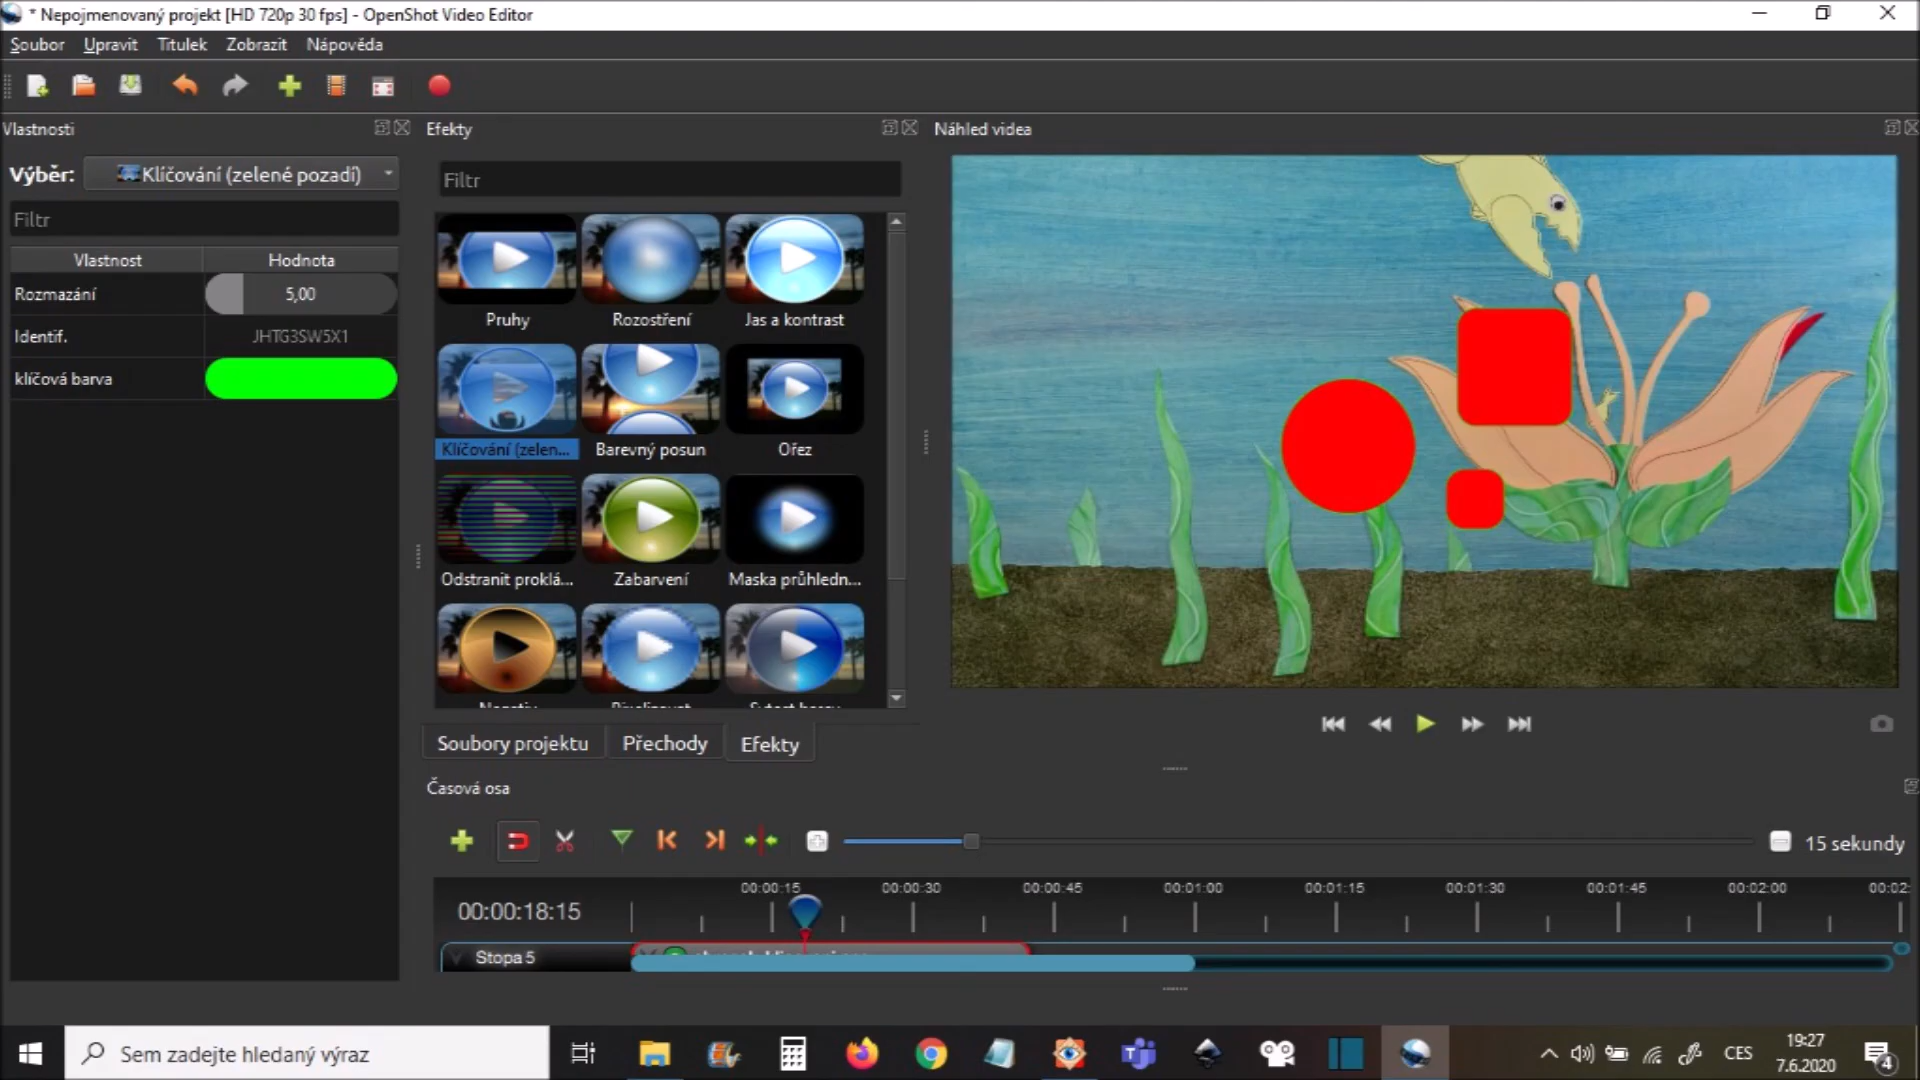 * Nepojmenovaný projekt [HD 720p 30 fps] - OpenShot Video Editor
Soubor Upravit Titulek Zobrazit Nápověda
Vlastnosti
Efekty
Náhled videa
Výběr: Klíčování (zelené pozadí)
Filtr
Filtr
Vlastnost Hodnota
Rozmazání 5,00
Identif. JHTG3SW5X1
klíčová barva
Pruhy Rozostření Jas a kontrast
Klíčování (zelen... Barevný posun Ořez
Odstranit proklá... Zabarvení Maska průhledn...
Soubory projektu Přechody Efekty
Časová osa
15 sekundy
00:00:18:15
00:00:15 00:00:30 00:00:45 00:01:00 00:01:15 00:01:30 00:01:45 00:02:00 00:02:
Stopa 5
Sem zadejte hledaný výraz
CES
19:27
7.6.2020
4